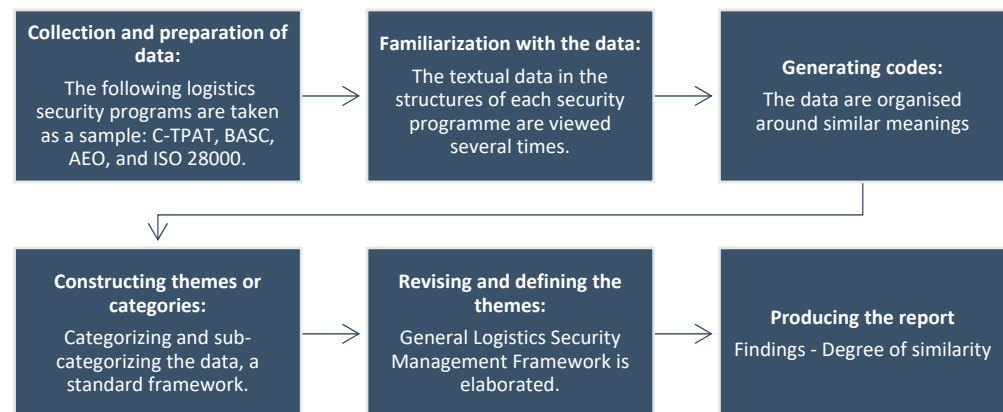 Collection and preparation of
data:
The following logistics
security programs are taken
as a sample: C-TPAT, BASC,
AEO, and ISO 28000.
Familiarization with the data:
The textual data in the
structures of each security
programme are viewed
several times.
Generating codes:
The data are organised
around similar meanings
Constructing themes or
categories:
Categorizing and sub-
categorizing the data, a
standard framework.
Revising and defining the
themes:
General Logistics Security
Management Framework is
elaborated.
Producing the report
Findings - Degree of similarity